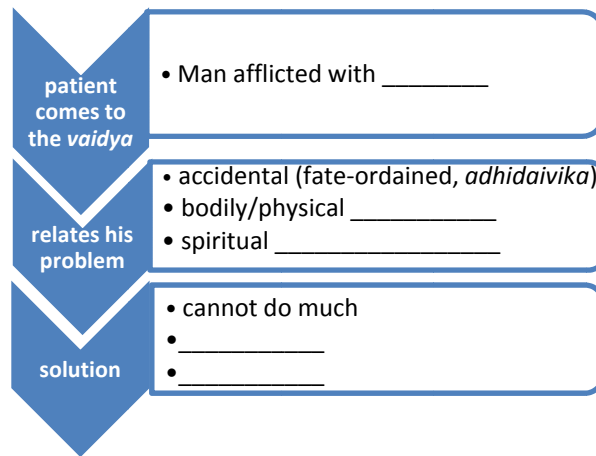 patient
comes to
the vaidya
• Man afflicted with ________
relates his
problem
• accidental (fate-ordained, adhidaivika)
• bodily/physical ___________
• spiritual _________________
solution
• cannot do much
•___________
•___________